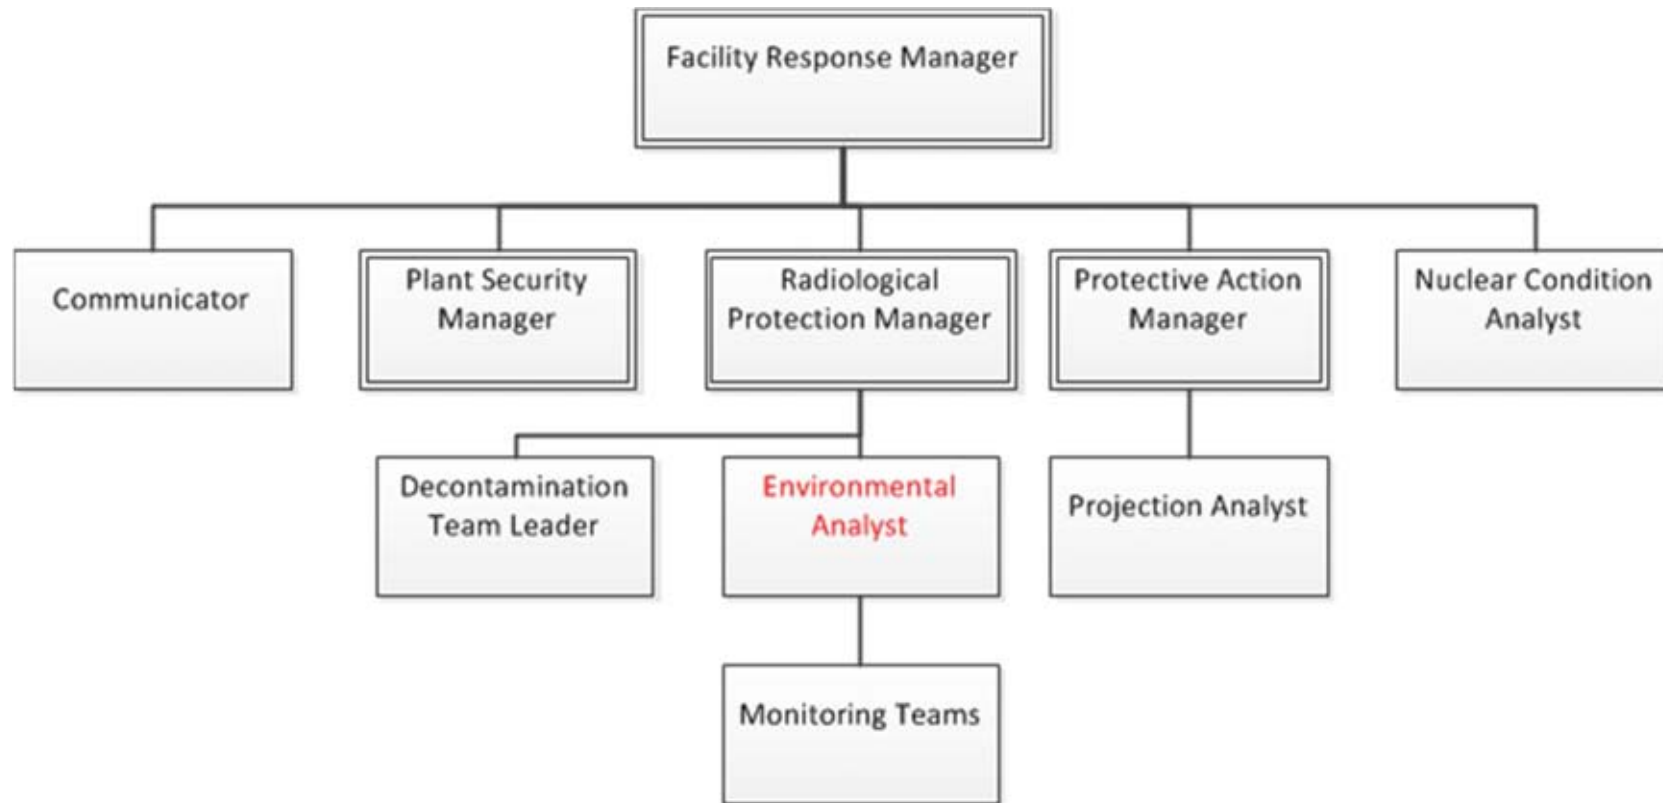 Facility Response Manager
Communicator
Plant Security
Manager
Radiological
Protection Manager
Protective Action
Manager
Nuclear Condition
Analyst
Decontamination
Team Leader
Environmental
Analyst
Projection Analyst
Monitoring Teams